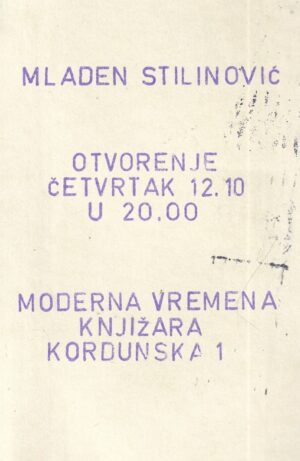 MLADEN STILINOVIĆ
OTVORENJE
ČETVRTAK 12.10
U 20.00
MODERNA VREMENA
KNJIŽARA
KORDUNSKA 1